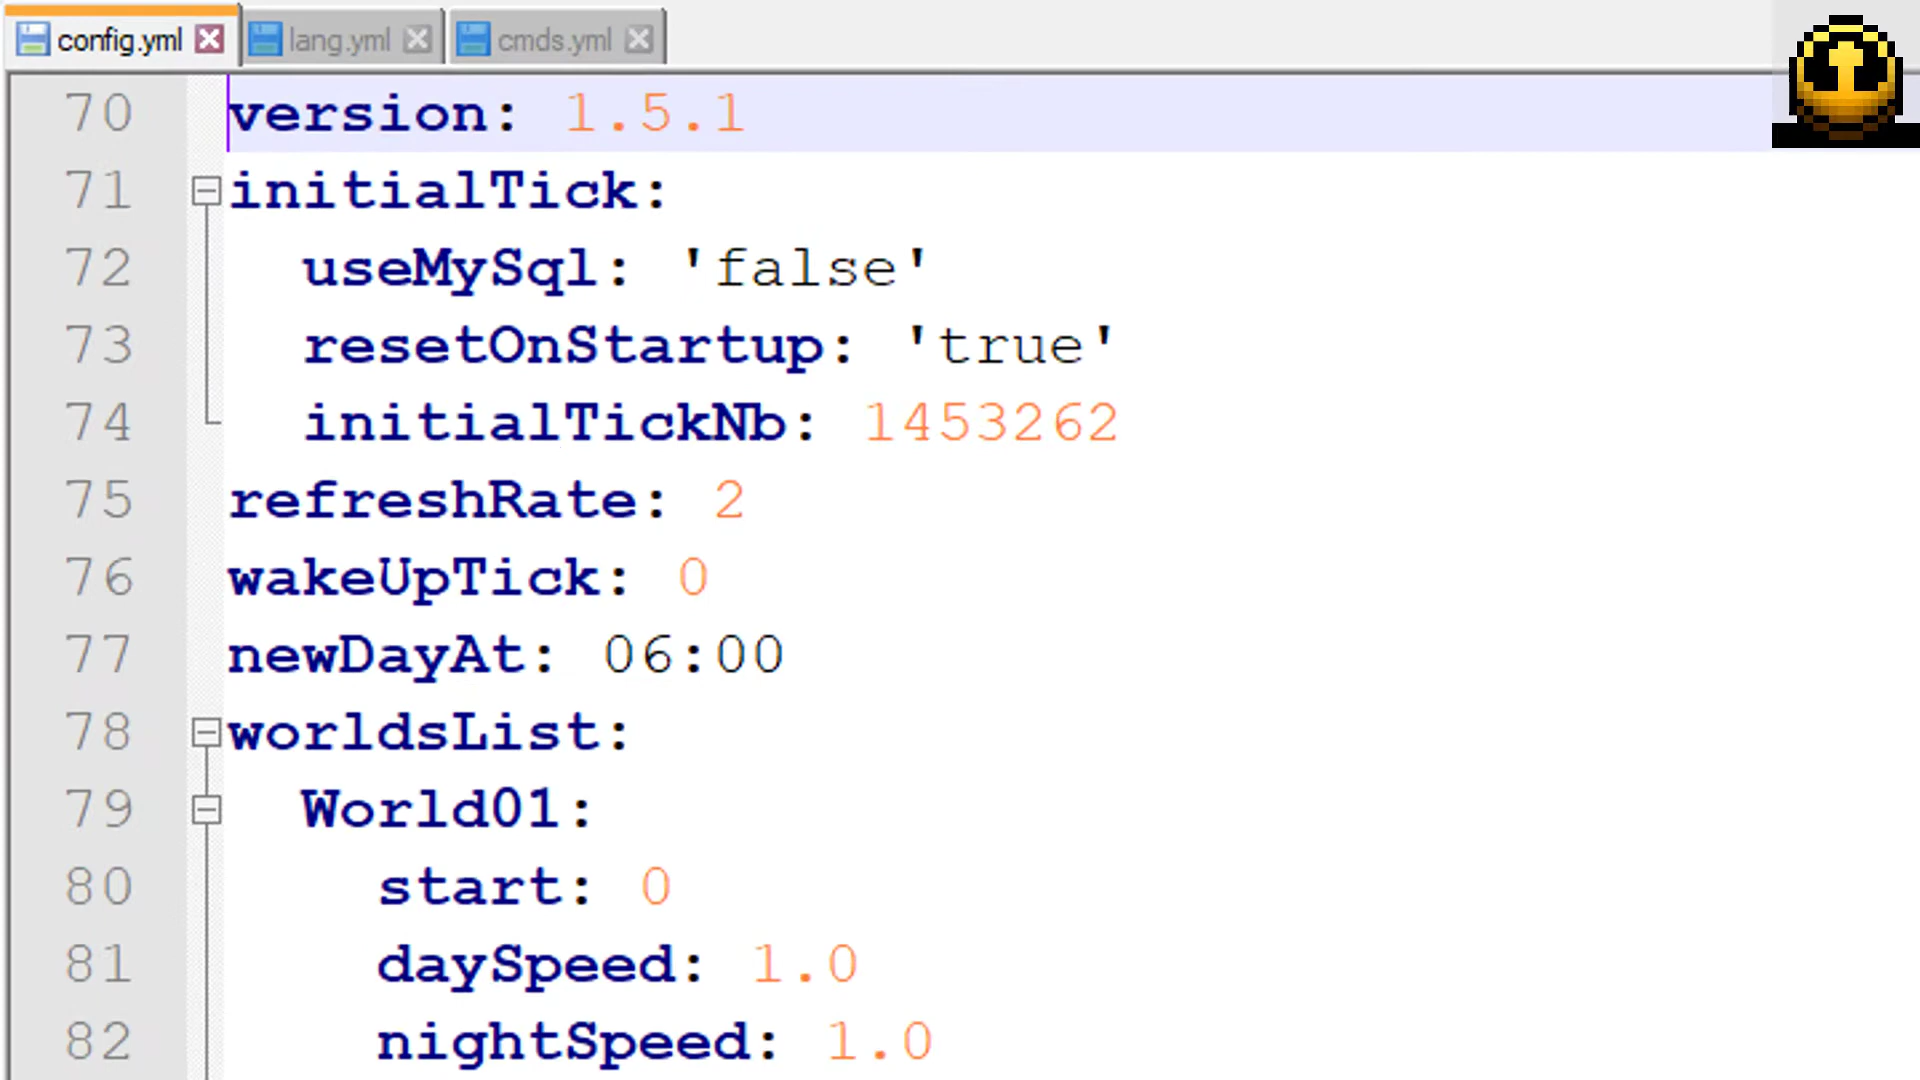 config.yml lang.yml cmds.yml
70 version: 1.5.1
71 initialTick:
72 useMySql: 'false'
73 resetOnStartup: 'true'
74 initialTickNb: 1453262
75 refreshRate: 2
76 wakeUpTick: 0
77 newDayAt: 06:00
78 worldsList:
79 World01:
80 start: 0
81 daySpeed: 1.0
82 nightSpeed: 1.0